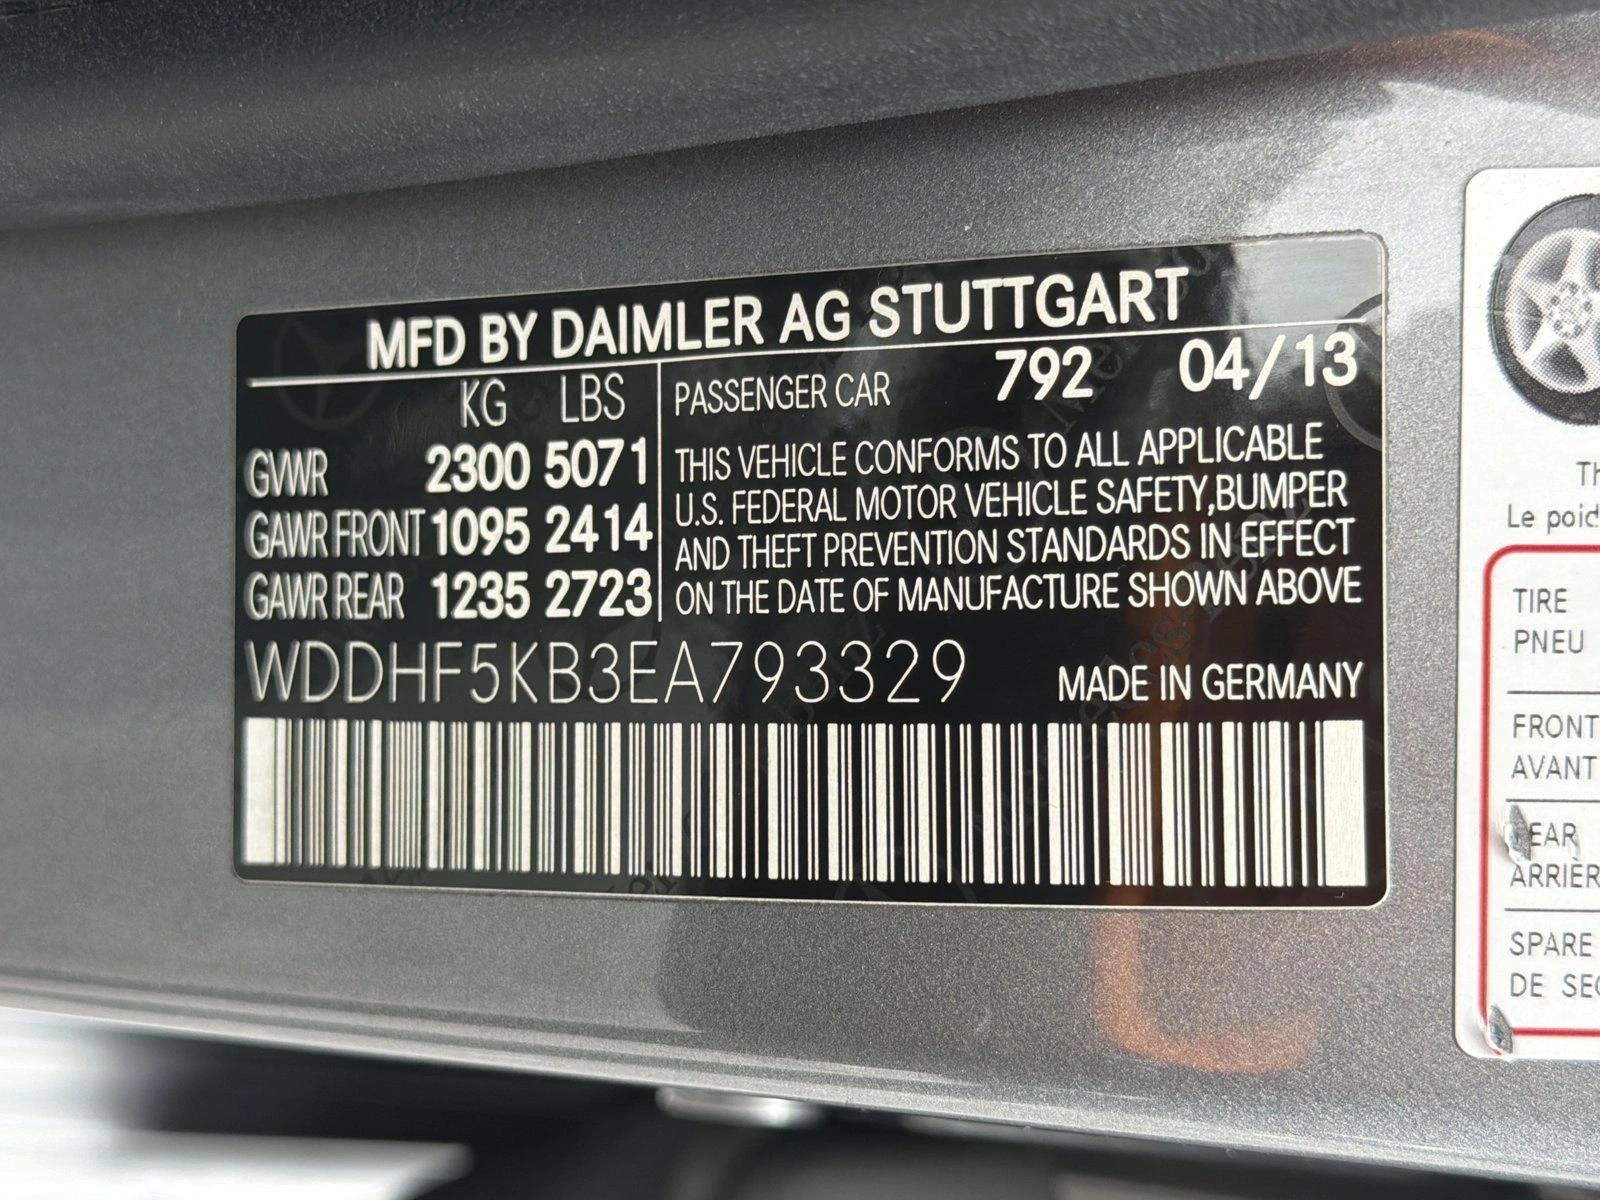 MFD BY DAIMLER AG STUTTGART
KG LBS
GVWR 2300 5071
GAWR FRONT 1095 2414
GAWR REAR 1235 2723
PASSENGER CAR 792 04/13
THIS VEHICLE CONFORMS TO ALL APPLICABLE
U.S. FEDERAL MOTOR VEHICLE SAFETY,BUMPER
AND THEFT PREVENTION STANDARDS IN EFFECT
ON THE DATE OF MANUFACTURE SHOWN ABOVE
WDDHF5KB3EA793329 MADE IN GERMANY
Le
TIRE
PNEU
FRONT
AVANT
SPARE
DE